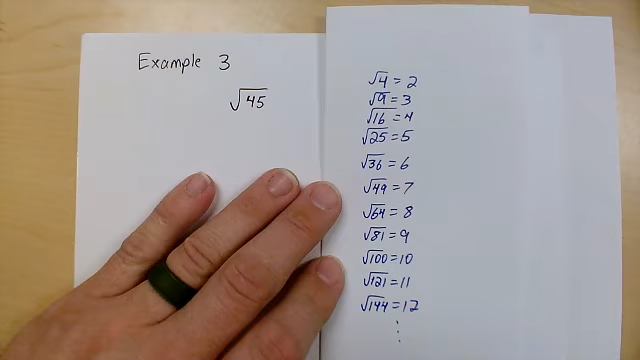 Example 3
√45
√4 = 2
√9 = 3
√16 = 4
√25 = 5
√36 = 6
√49 = 7
√64 = 8
√81 = 9
√100 = 10
√121 = 11
√144 = 12
⋮